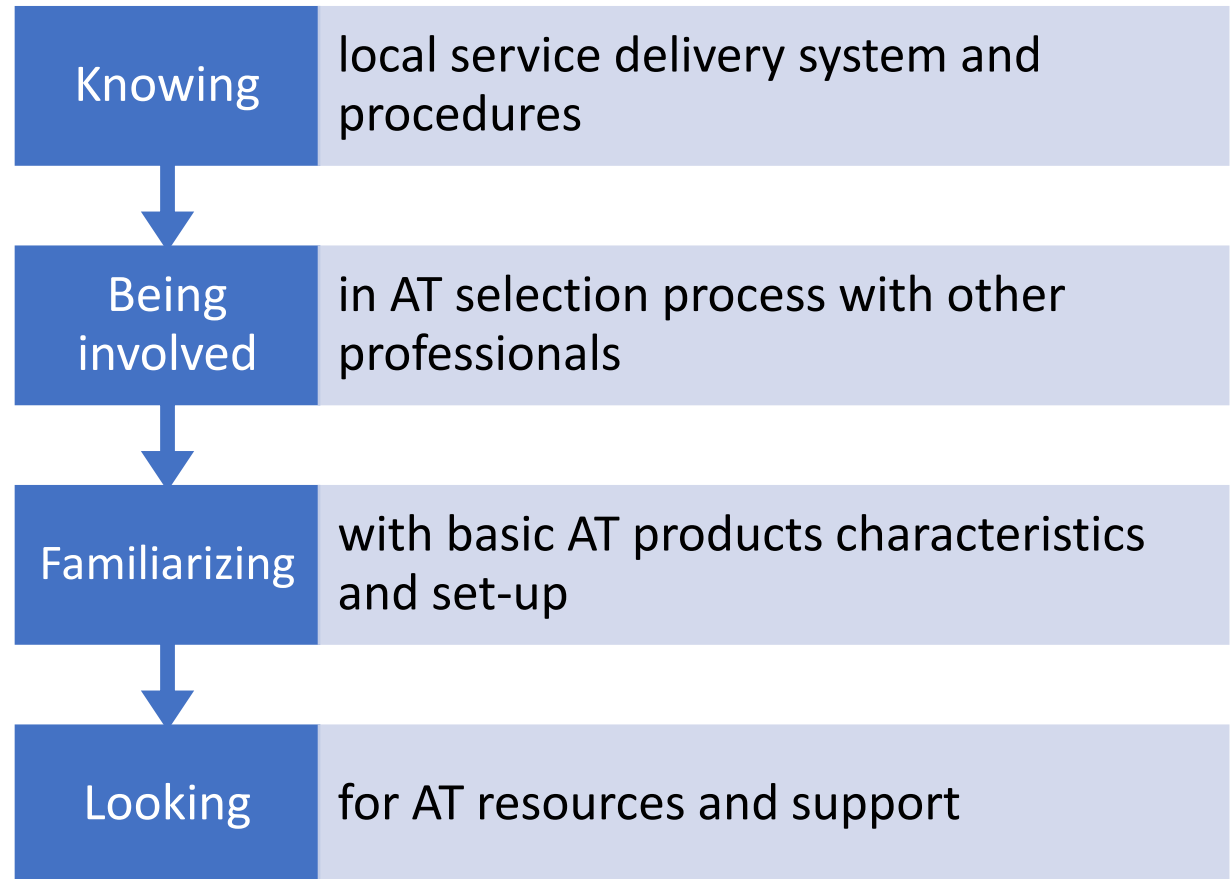 Knowing
local service delivery system and
procedures
Being
involved
in AT selection process with other
professionals
Familiarizing
with basic AT products characteristics
and set-up
Looking
for AT resources and support